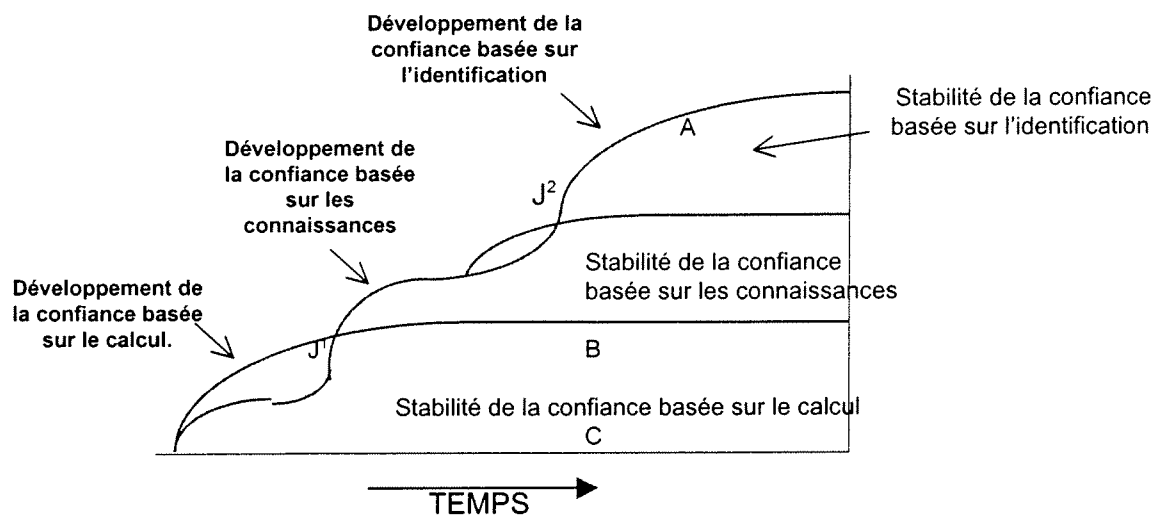 Développement de la
confiance basée sur
l'identification
Stabilité de la confiance
basée sur l'identification
A
Développement de
la confiance basée
sur les
connaissances
J²
Stabilité de la confiance
basée sur les connaissances
Développement de
la confiance basée
sur le calcul.
J¹
B
Stabilité de la confiance basée sur le calcul
C
TEMPS